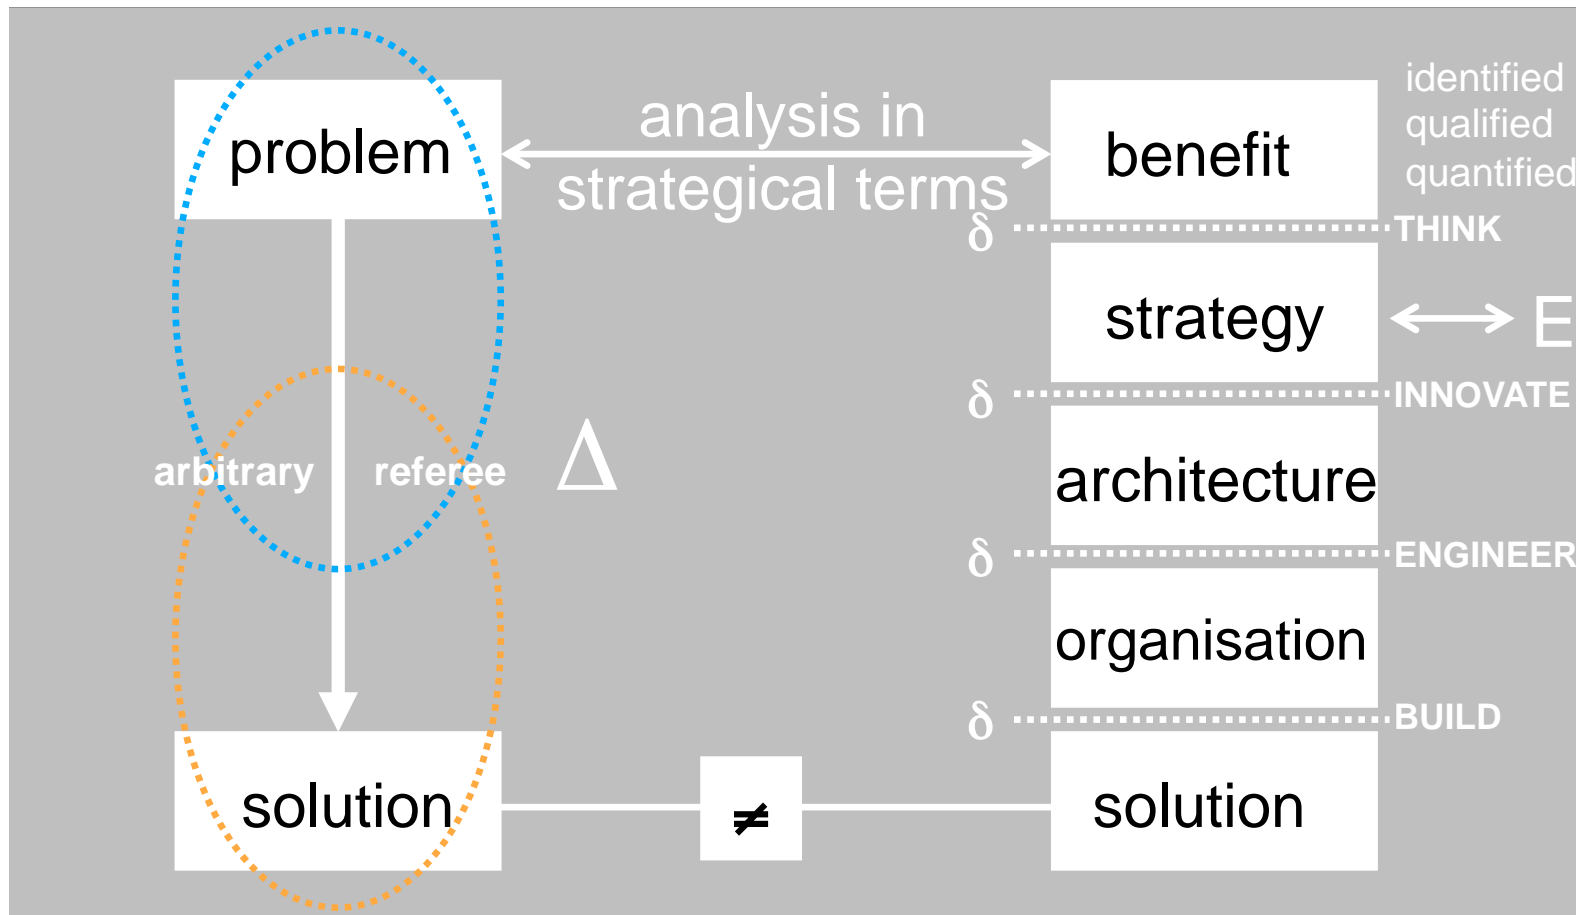 identified
qualified
quantified
analysis in
strategical terms
problem
benefit
δ THINK
strategy E
δ INNOVATE
arbitrary referee Δ
architecture
δ ENGINEER
organisation
δ BUILD
solution ≠ solution